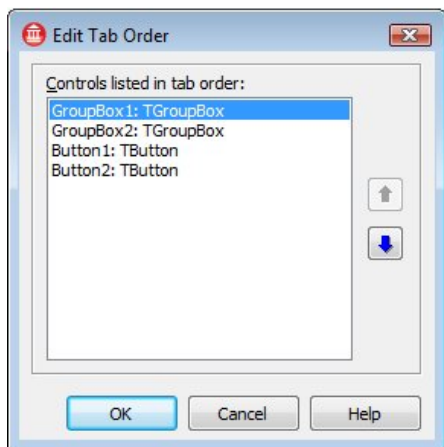 Edit Tab Order
Controls listed in tab order:
GroupBox1: TGroupBox
GroupBox2: TGroupBox
Button1: TButton
Button2: TButton
OK
Cancel
Help